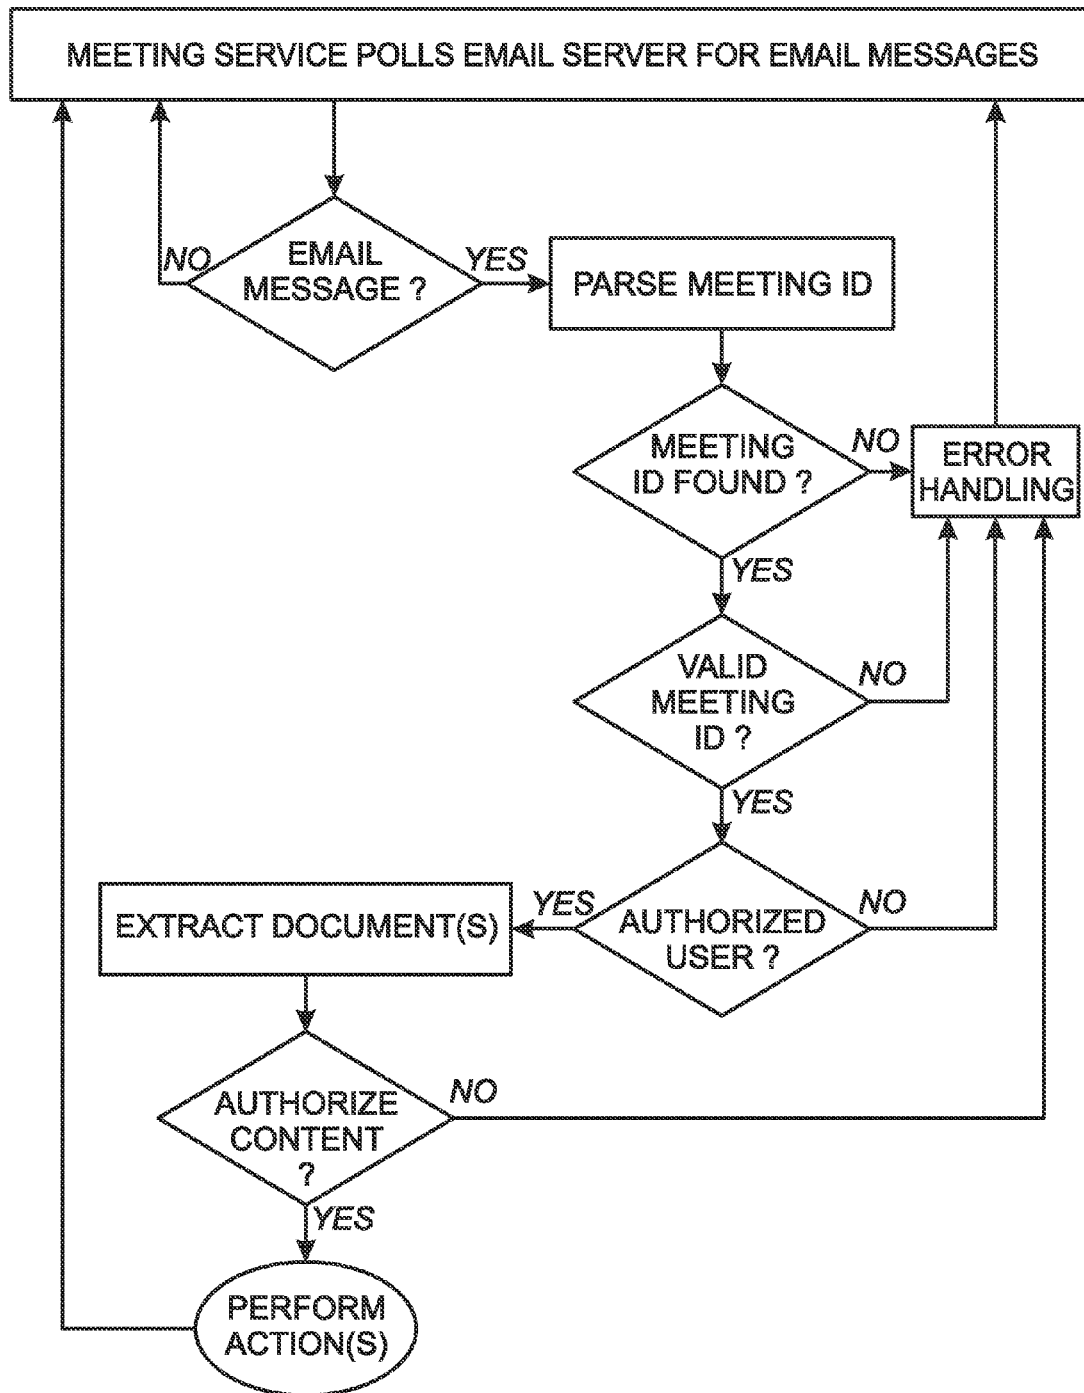 MEETING SERVICE POLLS EMAIL SERVER FOR EMAIL MESSAGES
NO
EMAIL
MESSAGE ?
YES
PARSE MEETING ID
MEETING
ID FOUND ?
NO
ERROR
HANDLING
YES
VALID
MEETING
ID ?
NO
YES
EXTRACT DOCUMENT(S)
YES
AUTHORIZED
USER ?
NO
AUTHORIZE
CONTENT
?
NO
YES
PERFORM
ACTION(S)